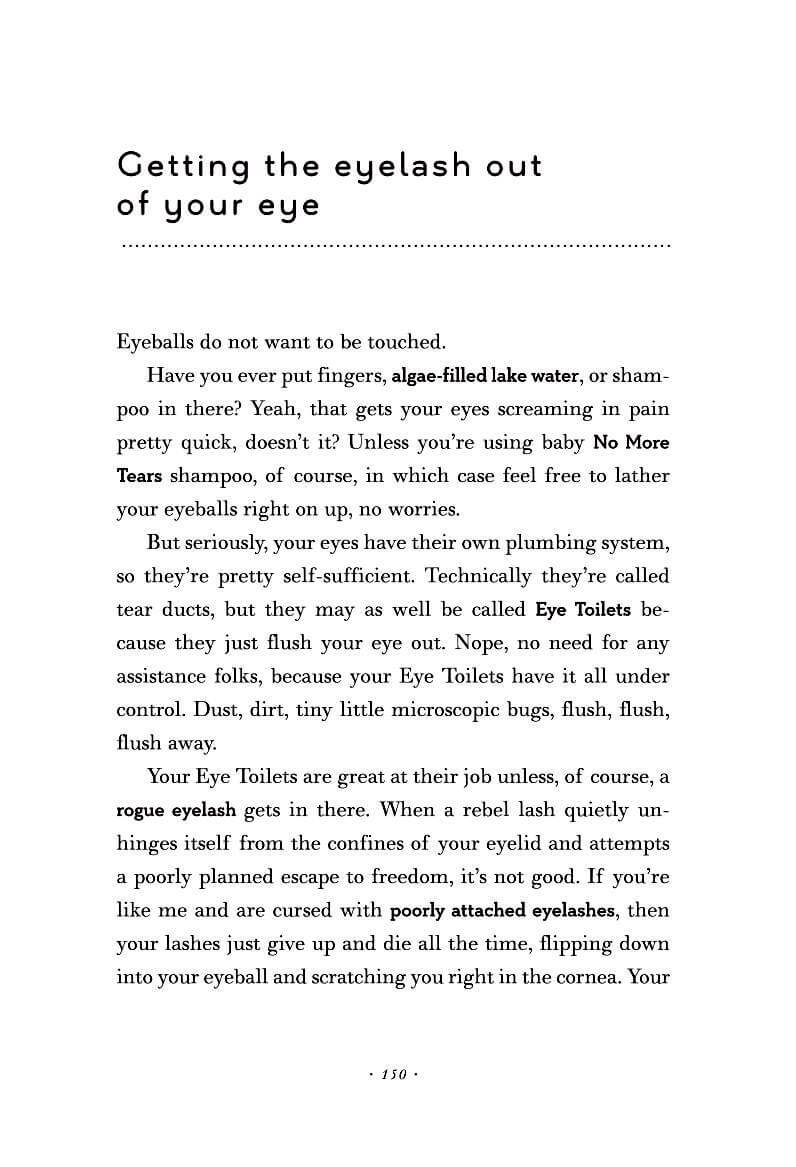 Getting the eyelash out
of your eye
Eyeballs do not want to be touched.
Have you ever put fingers, algae-filled lake water, or sham-
poo in there? Yeah, that gets your eyes screaming in pain
pretty quick, doesn’t it? Unless you’re using baby No More
Tears shampoo, of course, in which case feel free to lather
your eyeballs right on up, no worries.
But seriously, your eyes have their own plumbing system,
so they’re pretty self-sufficient. Technically they’re called
tear ducts, but they may as well be called Eye Toilets be-
cause they just flush your eye out. Nope, no need for any
assistance folks, because your Eye Toilets have it all under
control. Dust, dirt, tiny little microscopic bugs, flush, flush,
flush away.
Your Eye Toilets are great at their job unless, of course, a
rogue eyelash gets in there. When a rebel lash quietly un-
hinges itself from the confines of your eyelid and attempts
a poorly planned escape to freedom, it’s not good. If you’re
like me and are cursed with poorly attached eyelashes, then
your lashes just give up and die all the time, flipping down
into your eyeball and scratching you right in the cornea. Your
· 150 ·